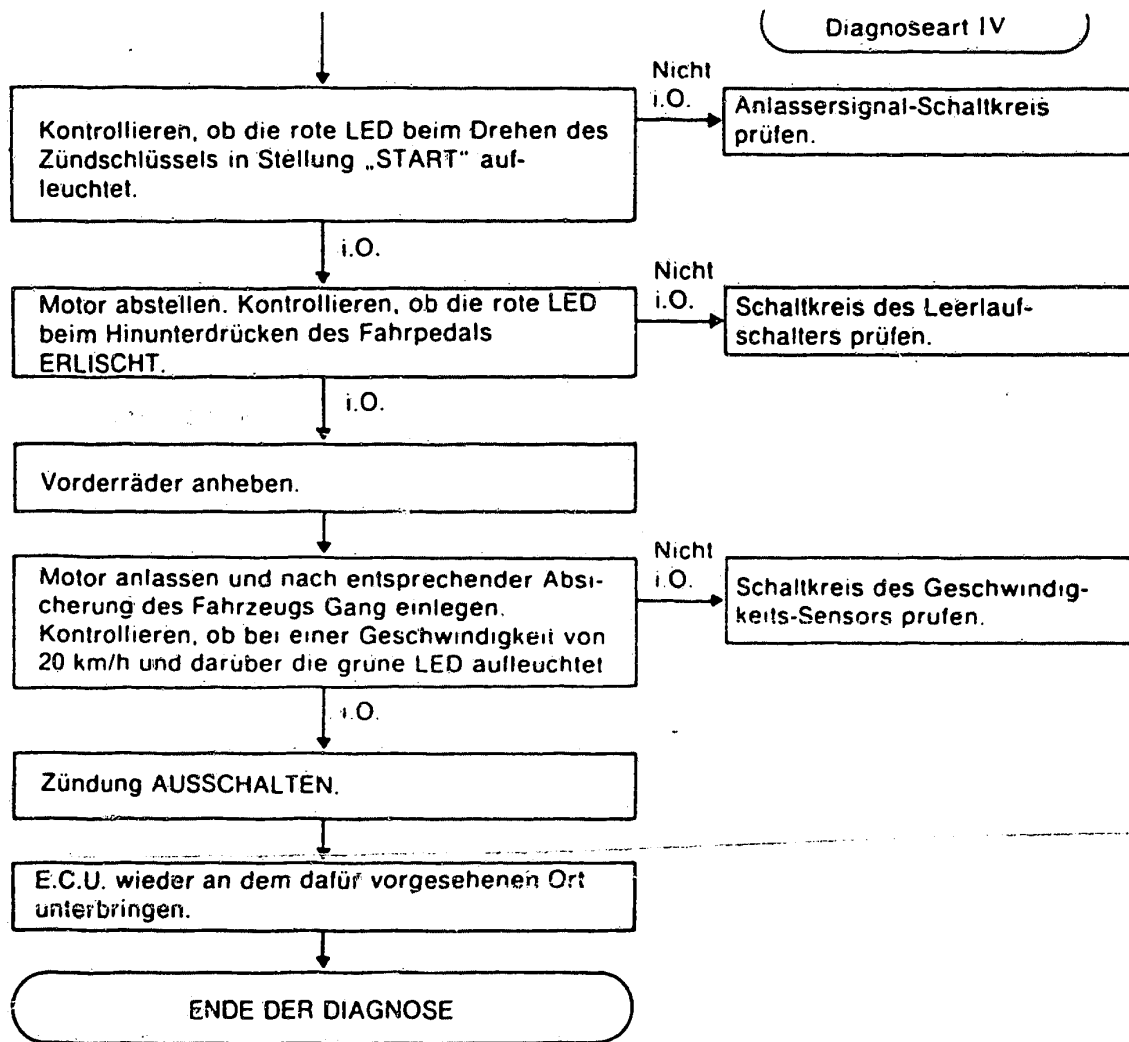 Diagnoseart IV
Kontrollieren, ob die rote LED beim Drehen des
Zündschlüssels in Stellung „START“ auf-
leuchtet.
Nicht
i.O.
Anlassersignal-Schaltkreis
prüfen.
i.O.
Motor abstellen. Kontrollieren, ob die rote LED
beim Hinunterdrücken des Fahrpedals
ERLISCHT.
Nicht
i.O.
Schaltkreis des Leerlauf-
schalters prüfen.
i.O.
Vorderräder anheben.
Motor anlassen und nach entsprechender Absi-
cherung des Fahrzeugs Gang einlegen.
Kontrollieren, ob bei einer Geschwindigkeit von
20 km/h und darüber die grüne LED aufleuchtet
Nicht
i.O.
Schaltkreis des Geschwindig-
keits-Sensors prufen.
i.O.
Zündung AUSSCHALTEN.
E.C.U. wieder an dem dafür vorgesehenen Ort
unterbringen.
ENDE DER DIAGNOSE